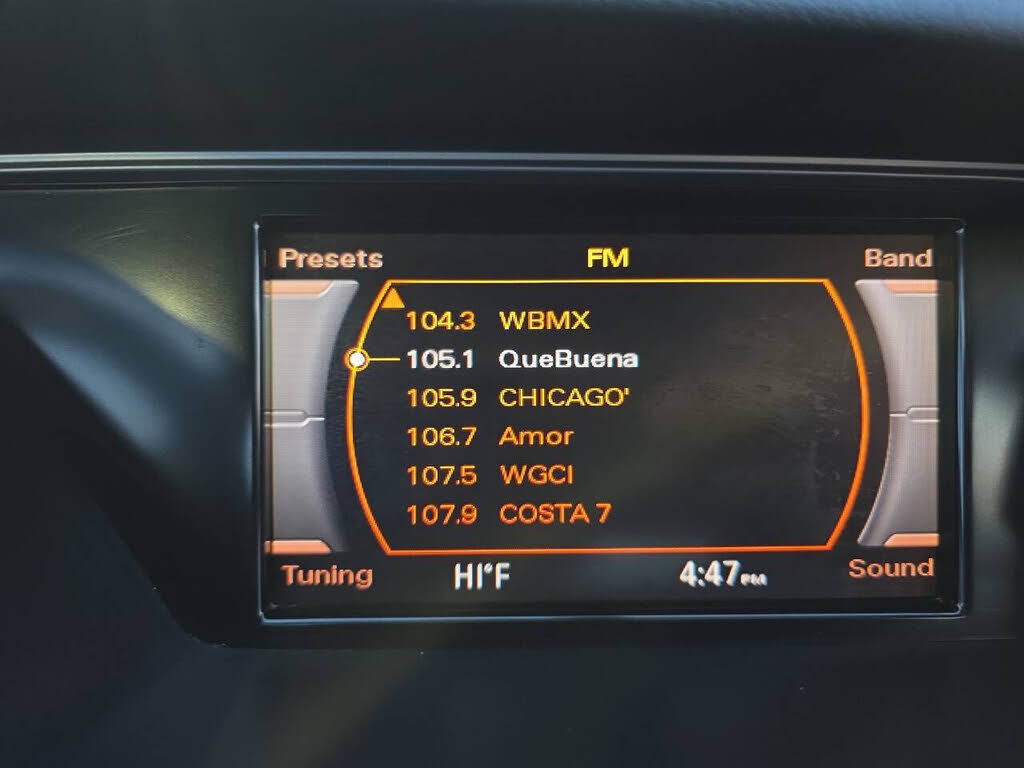 Presets FM Band
104.3 WBMX
105.1 QueBuena
105.9 CHICAGO'
106.7 Amor
107.5 WGCI
107.9 COSTA 7
Tuning HI°F 4:47PM Sound